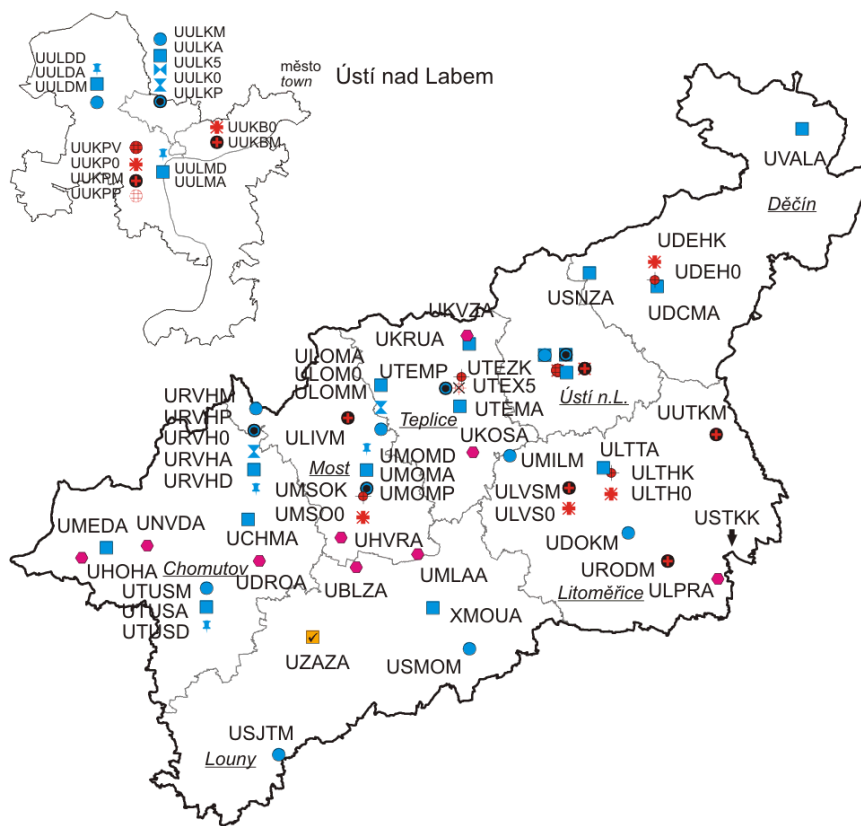 UULKM
UULKA
UULK5
UULK0
UULKP
UULDD
UULDA
UULDM
město
town
Ústí nad Labem
UUKB0
UUKBM
UUKPV
UUKP0
UUKPM
UUKPP
UULMD
UULMA
UVALA
Děčín
UDEHK
UDEH0
UDCMA
USNZA
UKVZA
UKRUA
ULOMA
ULOM0
ULOMM
UTEMP
UTEZK
UTEX5
UTEMA
Teplice
Ústí n.L.
URVHM
URVHP
URVH0
URVHA
URVHD
ULIVM
UKOSA
UUTKM
Most
UMOMD
UMOMA
UMOMP
UMSOK
UMSO0
UMILM
ULTTA
ULTHK
ULTH0
ULVSM
ULVS0
USTKK
UMEDA
UNVDA
UCHMA
UHVRA
UDOKM
UHOHA
Chomutov
UDROA
UBLZA
UMLAA
URODM
ULPRA
Litoměřice
UTUSM
UTUSA
UTUSD
XMOUA
UZAZA
USMOM
USJTM
Louny